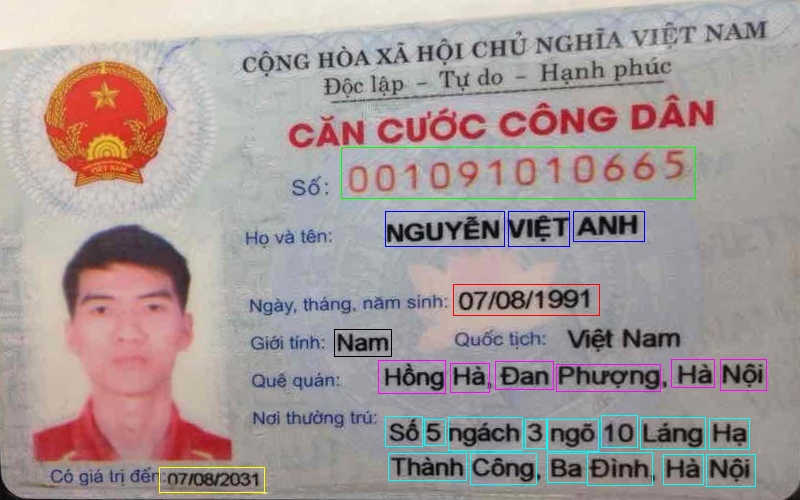 CỘNG HÒA XÃ HỘI CHỦ NGHĨA VIỆT NAM
Độc lập - Tự do - Hạnh phúc
CĂN CƯỚC CÔNG DÂN
VIỆT NAM
Số: 001091010665
Họ và tên: NGUYỄN VIỆT ANH
Ngày, tháng, năm sinh: 07/08/1991
Giới tính: Nam Quốc tịch: Việt Nam
Quê quán: Hồng Hà, Đan Phượng, Hà Nội
Nơi thường trú: Số 5 ngách 3 ngõ 10 Láng Hạ
Thành Công, Ba Đình, Hà Nội
Có giá trị đến: 07/08/2031